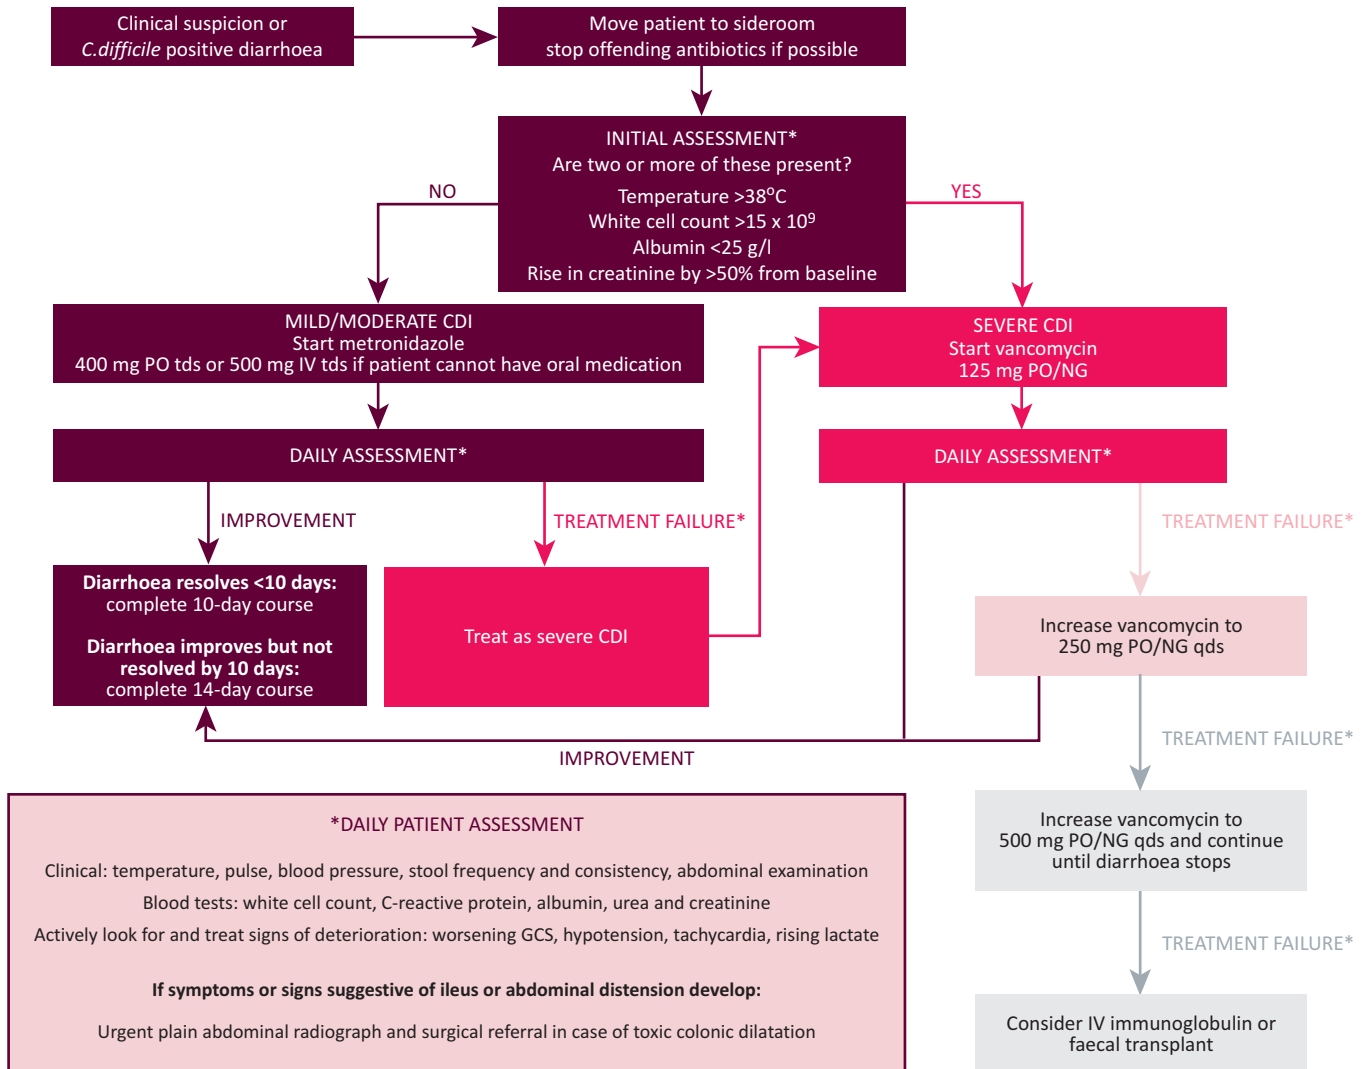 Clinical suspicion or
C.difficile positive diarrhoea
Move patient to sideroom
stop offending antibiotics if possible
INITIAL ASSESSMENT*
Are two or more of these present?
Temperature >38°C
White cell count >15 x 10⁹
Albumin <25 g/l
Rise in creatinine by >50% from baseline
NO
YES
MILD/MODERATE CDI
Start metronidazole
400 mg PO tds or 500 mg IV tds if patient cannot have oral medication
SEVERE CDI
Start vancomycin
125 mg PO/NG
DAILY ASSESSMENT*
DAILY ASSESSMENT*
IMPROVEMENT
TREATMENT FAILURE*
TREATMENT FAILURE*
Diarrhoea resolves <10 days:
complete 10-day course
Diarrhoea improves but not
resolved by 10 days:
complete 14-day course
Treat as severe CDI
Increase vancomycin to
250 mg PO/NG qds
IMPROVEMENT
TREATMENT FAILURE*
Increase vancomycin to
500 mg PO/NG qds and continue
until diarrhoea stops
TREATMENT FAILURE*
Consider IV immunoglobulin or
faecal transplant
*DAILY PATIENT ASSESSMENT
Clinical: temperature, pulse, blood pressure, stool frequency and consistency, abdominal examination
Blood tests: white cell count, C-reactive protein, albumin, urea and creatinine
Actively look for and treat signs of deterioration: worsening GCS, hypotension, tachycardia, rising lactate
If symptoms or signs suggestive of ileus or abdominal distension develop:
Urgent plain abdominal radiograph and surgical referral in case of toxic colonic dilatation